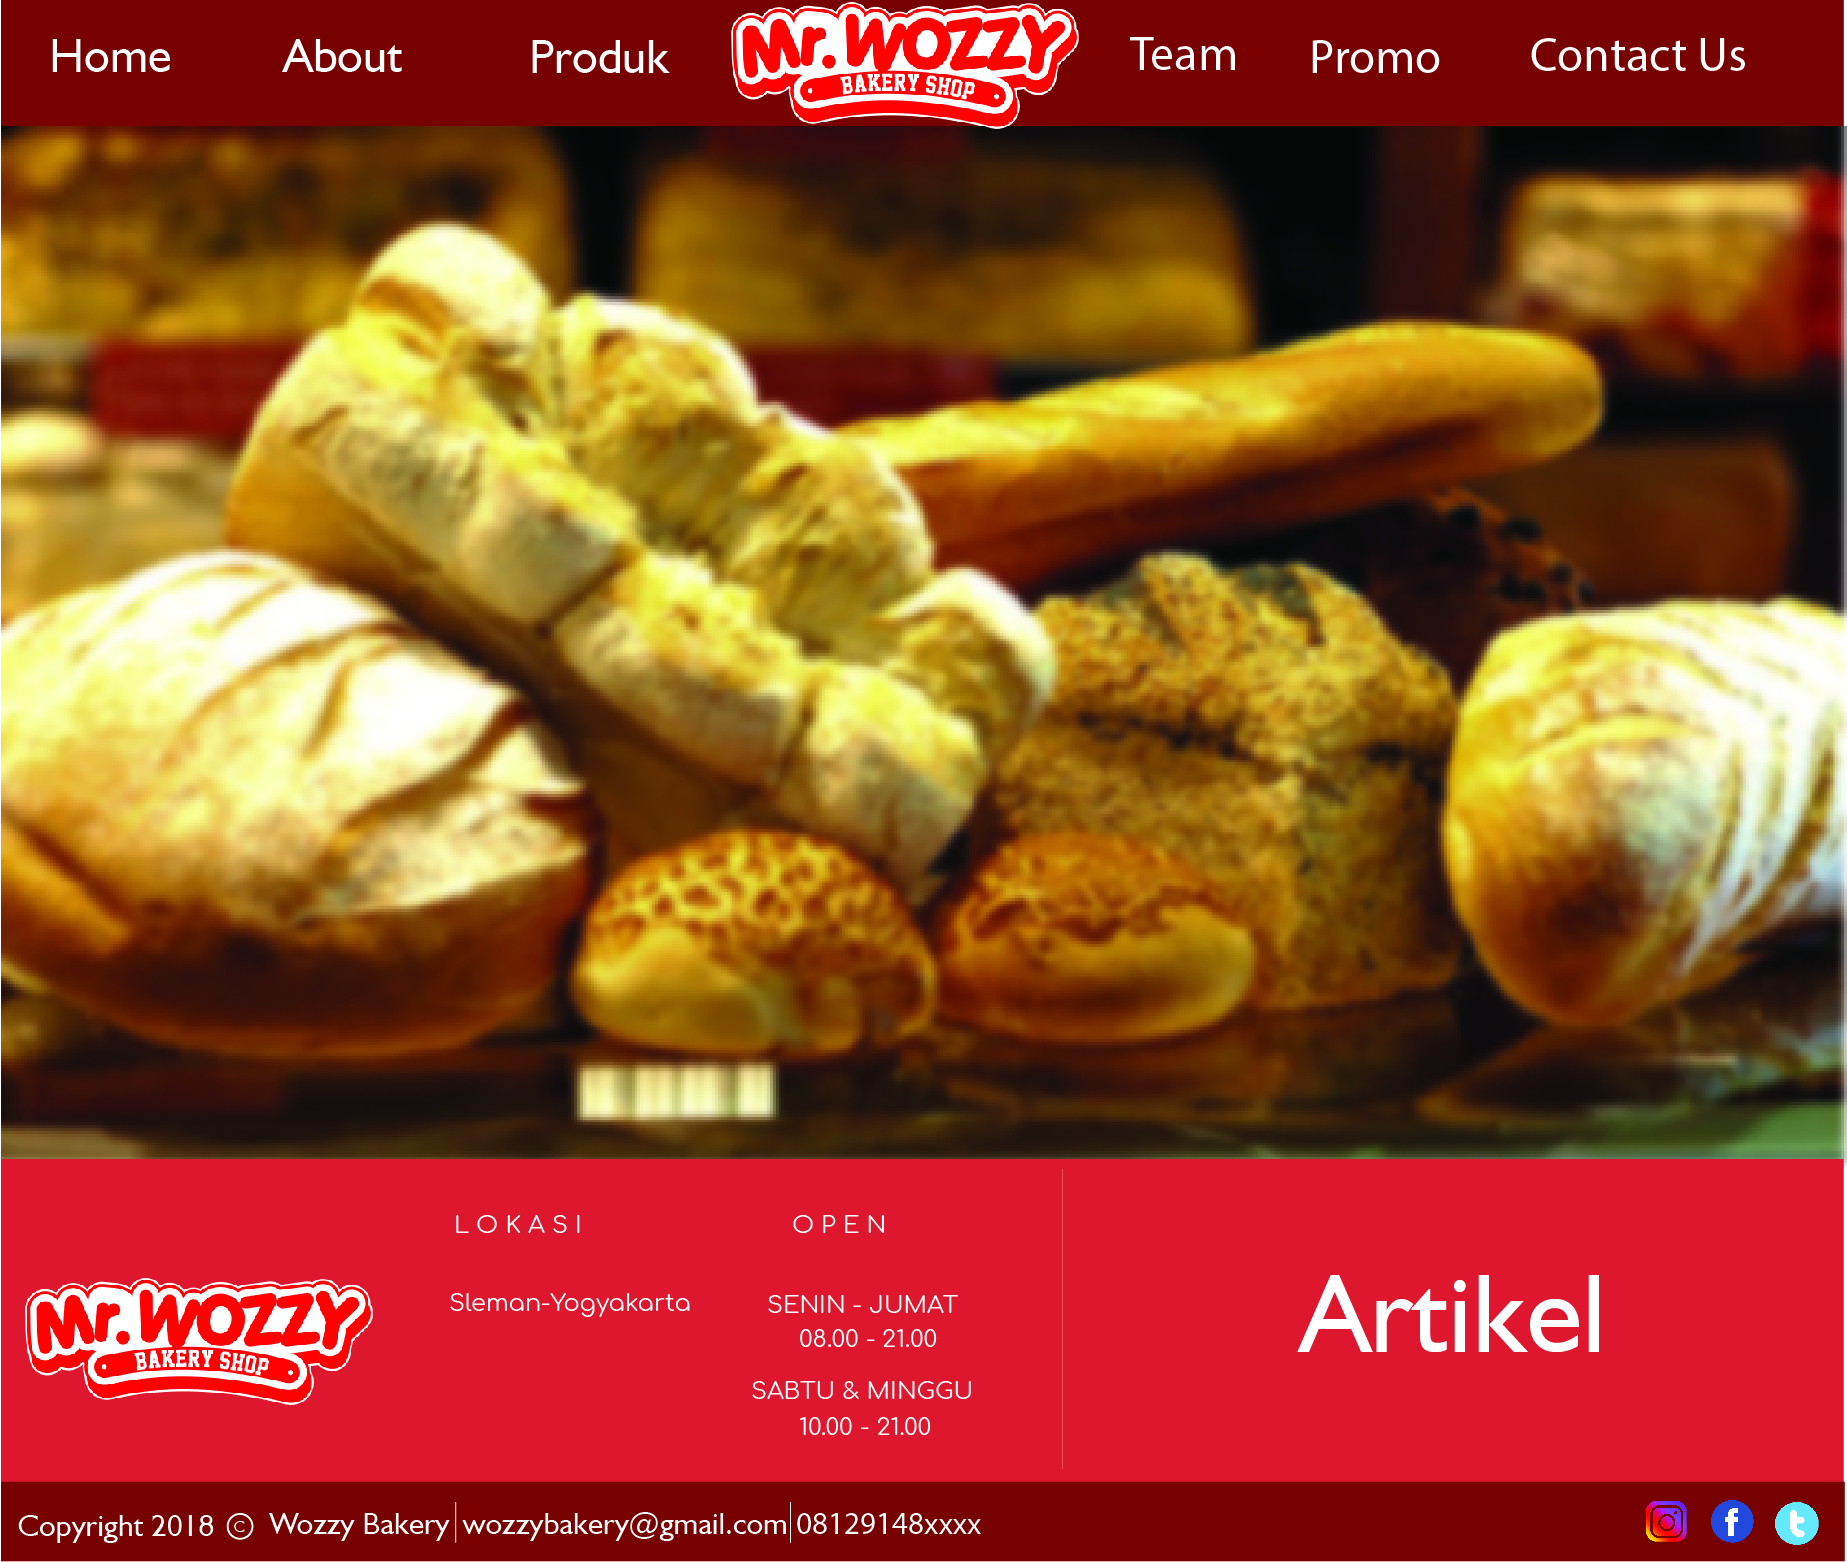 Home
About
Produk
Mr. WOZZY
BAKERY SHOP
Team
Promo
Contact Us
LOKASI
Sleman-Yogyakarta
OPEN
SENIN - JUMAT
08.00 - 21.00
SABTU & MINGGU
10.00 - 21.00
Mr. WOZZY
BAKERY SHOP
Artikel
Copyright 2018 © Wozzy Bakery
wozzybakery@gmail.com
08129148xxxx